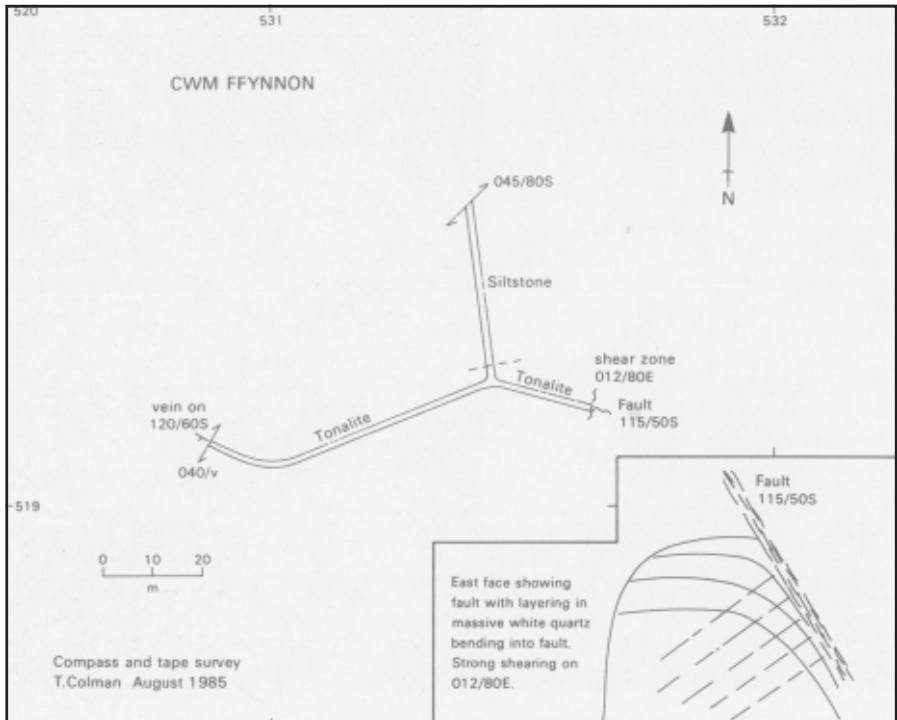 520
531
532
CWM FFYNNON
045/80S
N
Siltstone
shear zone
012/80E
Tonalite
Fault
115/50S
vein on
120/60S
Tonalite
040/v
519
Fault
115/50S
0 10 20
m
East face showing
fault with layering in
massive white quartz
bending into fault.
Strong shearing on
012/80E.
Compass and tape survey
T.Colman August 1985